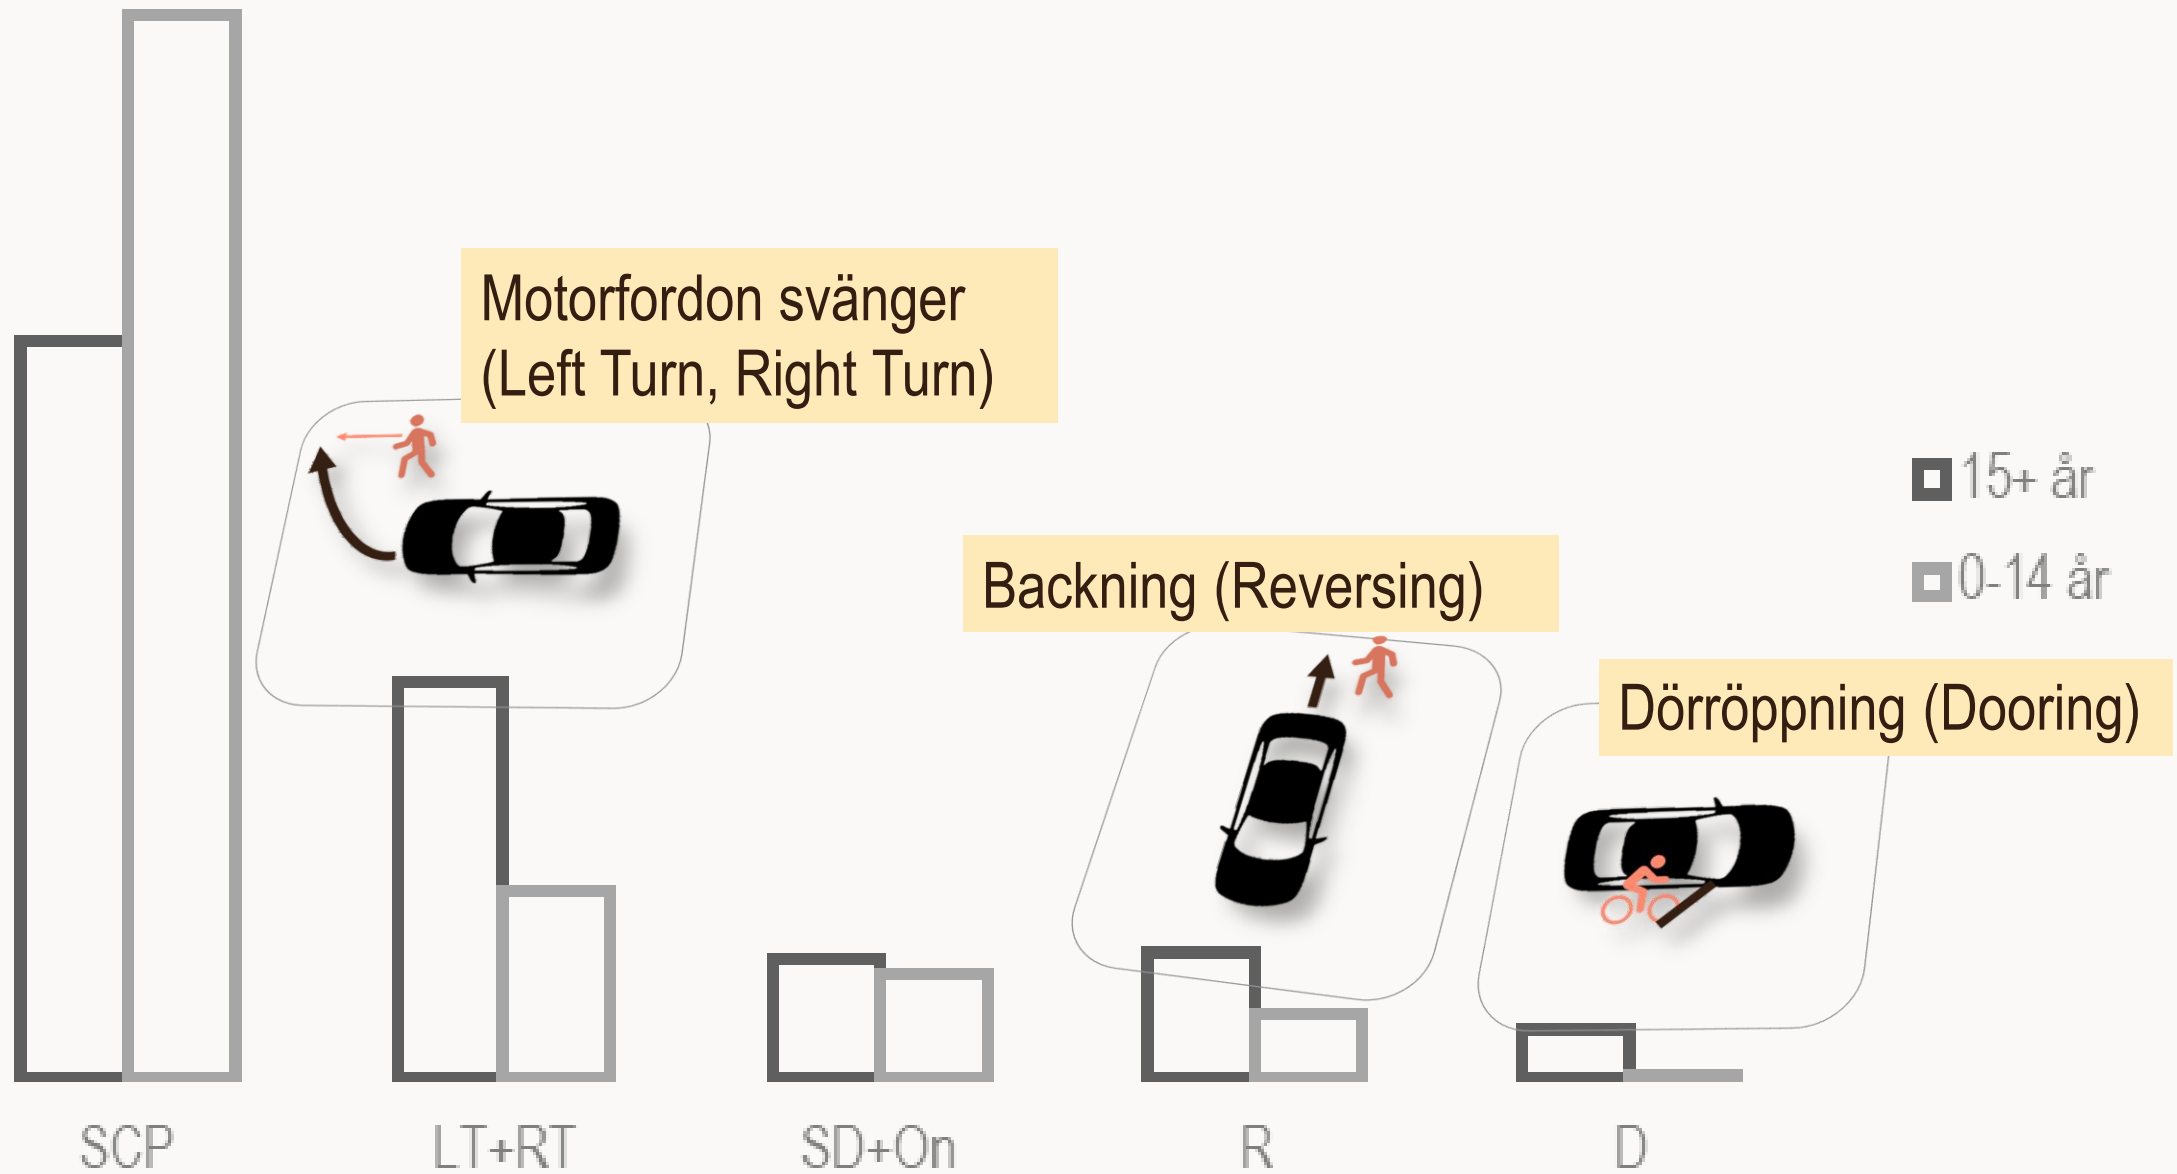 Motorfordon svänger
(Left Turn, Right Turn)
15+ år
Backning (Reversing)
0-14 år
Dörröppning (Dooring)
SCP
LT+RT
SD+On
R
D